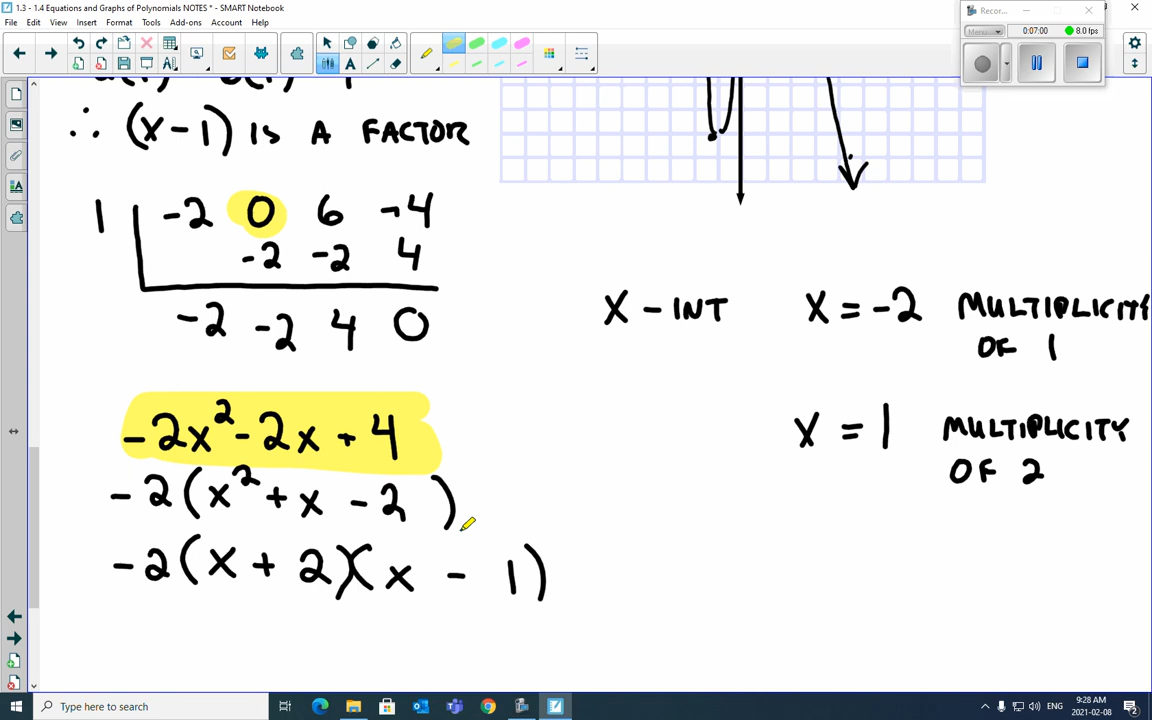 1.3 - 1.4 Equations and Graphs of Polynomials NOTES * - SMART Notebook
Recor...
File Edit View Insert Format Tools Add-ons Account Help
Menu
0:07:00
8.0 fps
∴ (x-1) IS A FACTOR
1 | -2 0 6 -4
-2 -2 4
-2 -2 4 0
X - INT X = -2 MULTIPLICITY
OF 1
X = 1 MULTIPLICITY
OF 2
-2x² - 2x + 4
-2(x² + x - 2)
-2(x + 2)(x - 1)
Type here to search
ENG
9:28 AM
2021-02-08
2